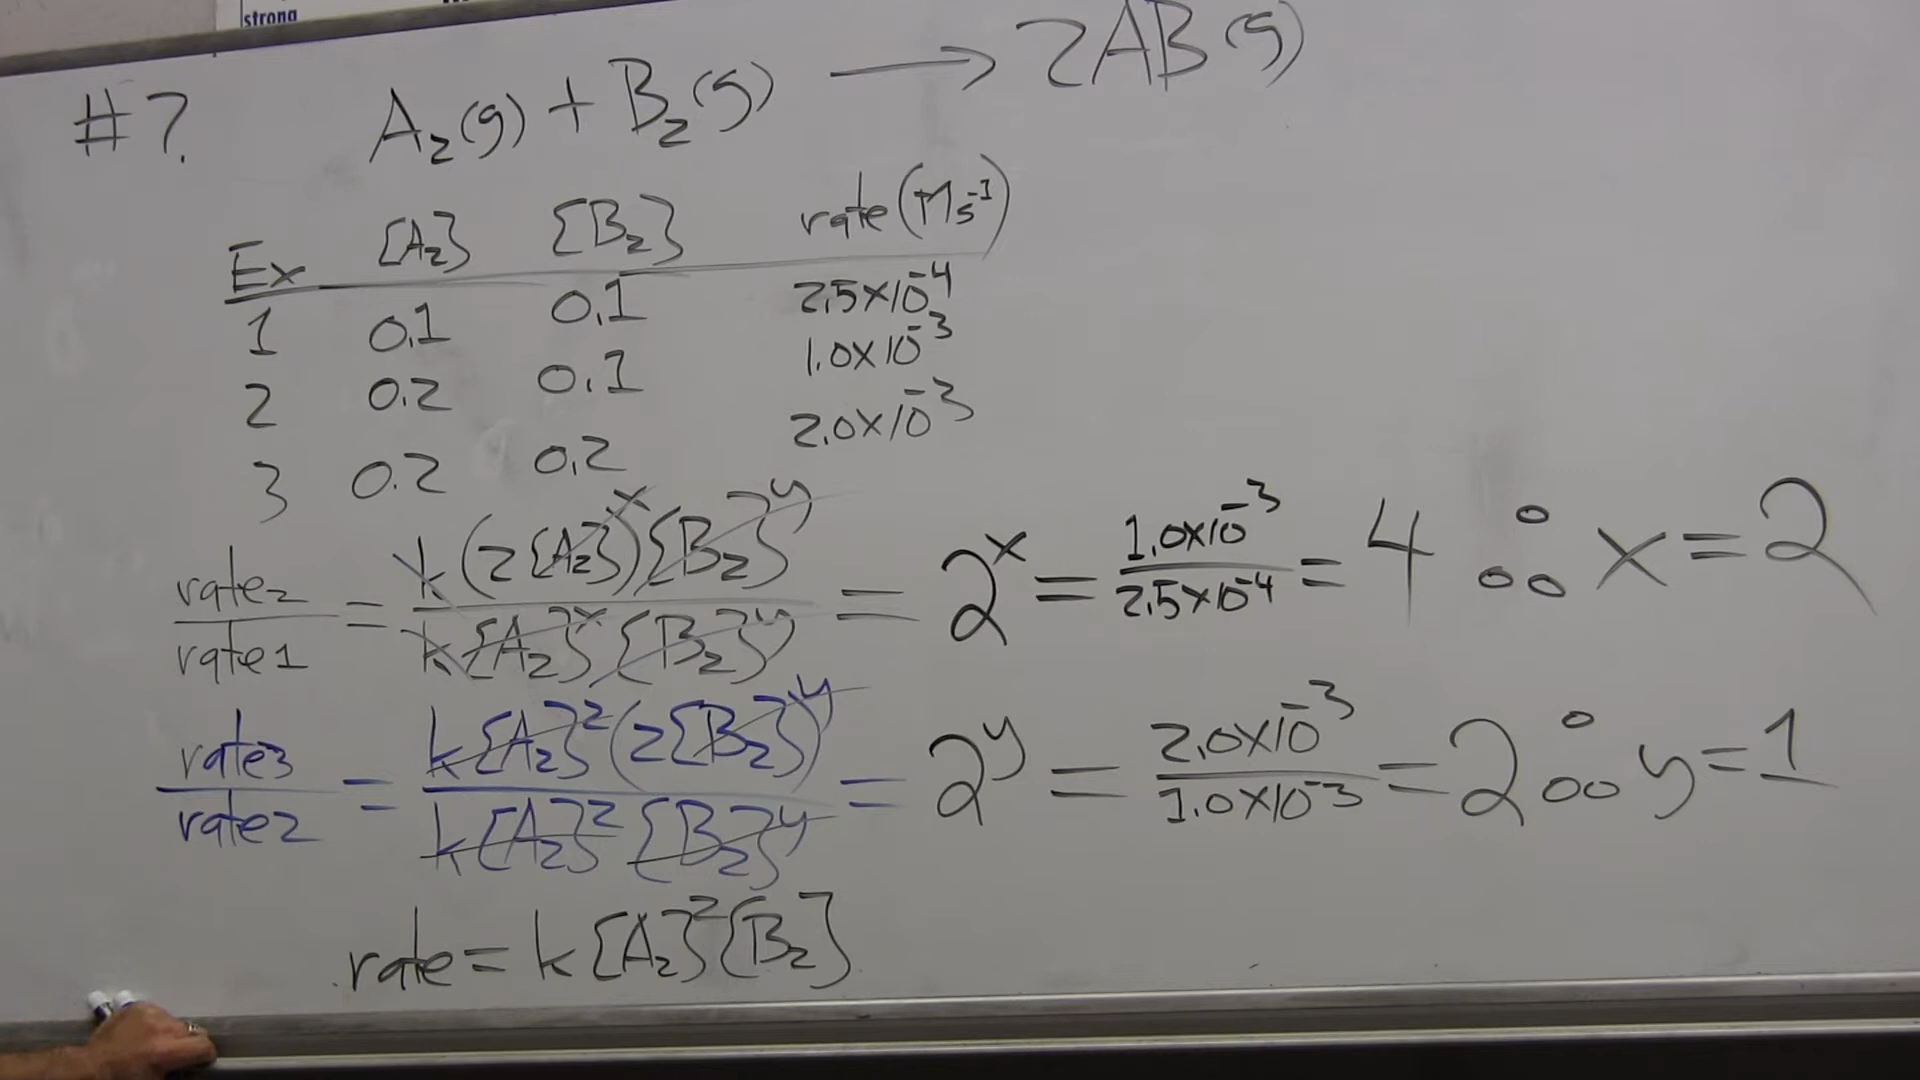 strong
#7. A₂(g) + B₂(g) → 2AB(g)
Ex [A₂] [B₂] rate (M s⁻¹)
1 0.1 0.1 2.5×10⁻⁴
2 0.2 0.1 1.0×10⁻³
3 0.2 0.2 2.0×10⁻³
rate2/rate1 = k(2[A₂])ˣ[B₂]ʸ / k[A₂]ˣ[B₂]ʸ = 2ˣ = 1.0×10⁻³/2.5×10⁻⁴ = 4 ∴ x = 2
rate3/rate2 = k[A₂]²(2[B₂])ʸ / k[A₂]²[B₂]ʸ = 2ʸ = 2.0×10⁻³/1.0×10⁻³ = 2 ∴ y = 1
rate = k[A₂]²[B₂]